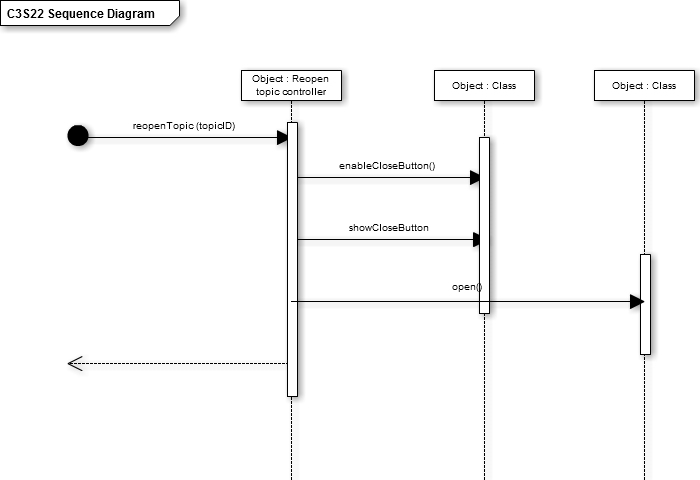 C3S22 Sequence Diagram
Object : Reopen
topic controller
Object : Class
Object : Class
reopenTopic (topicID)
enableCloseButton()
showCloseButton
open()